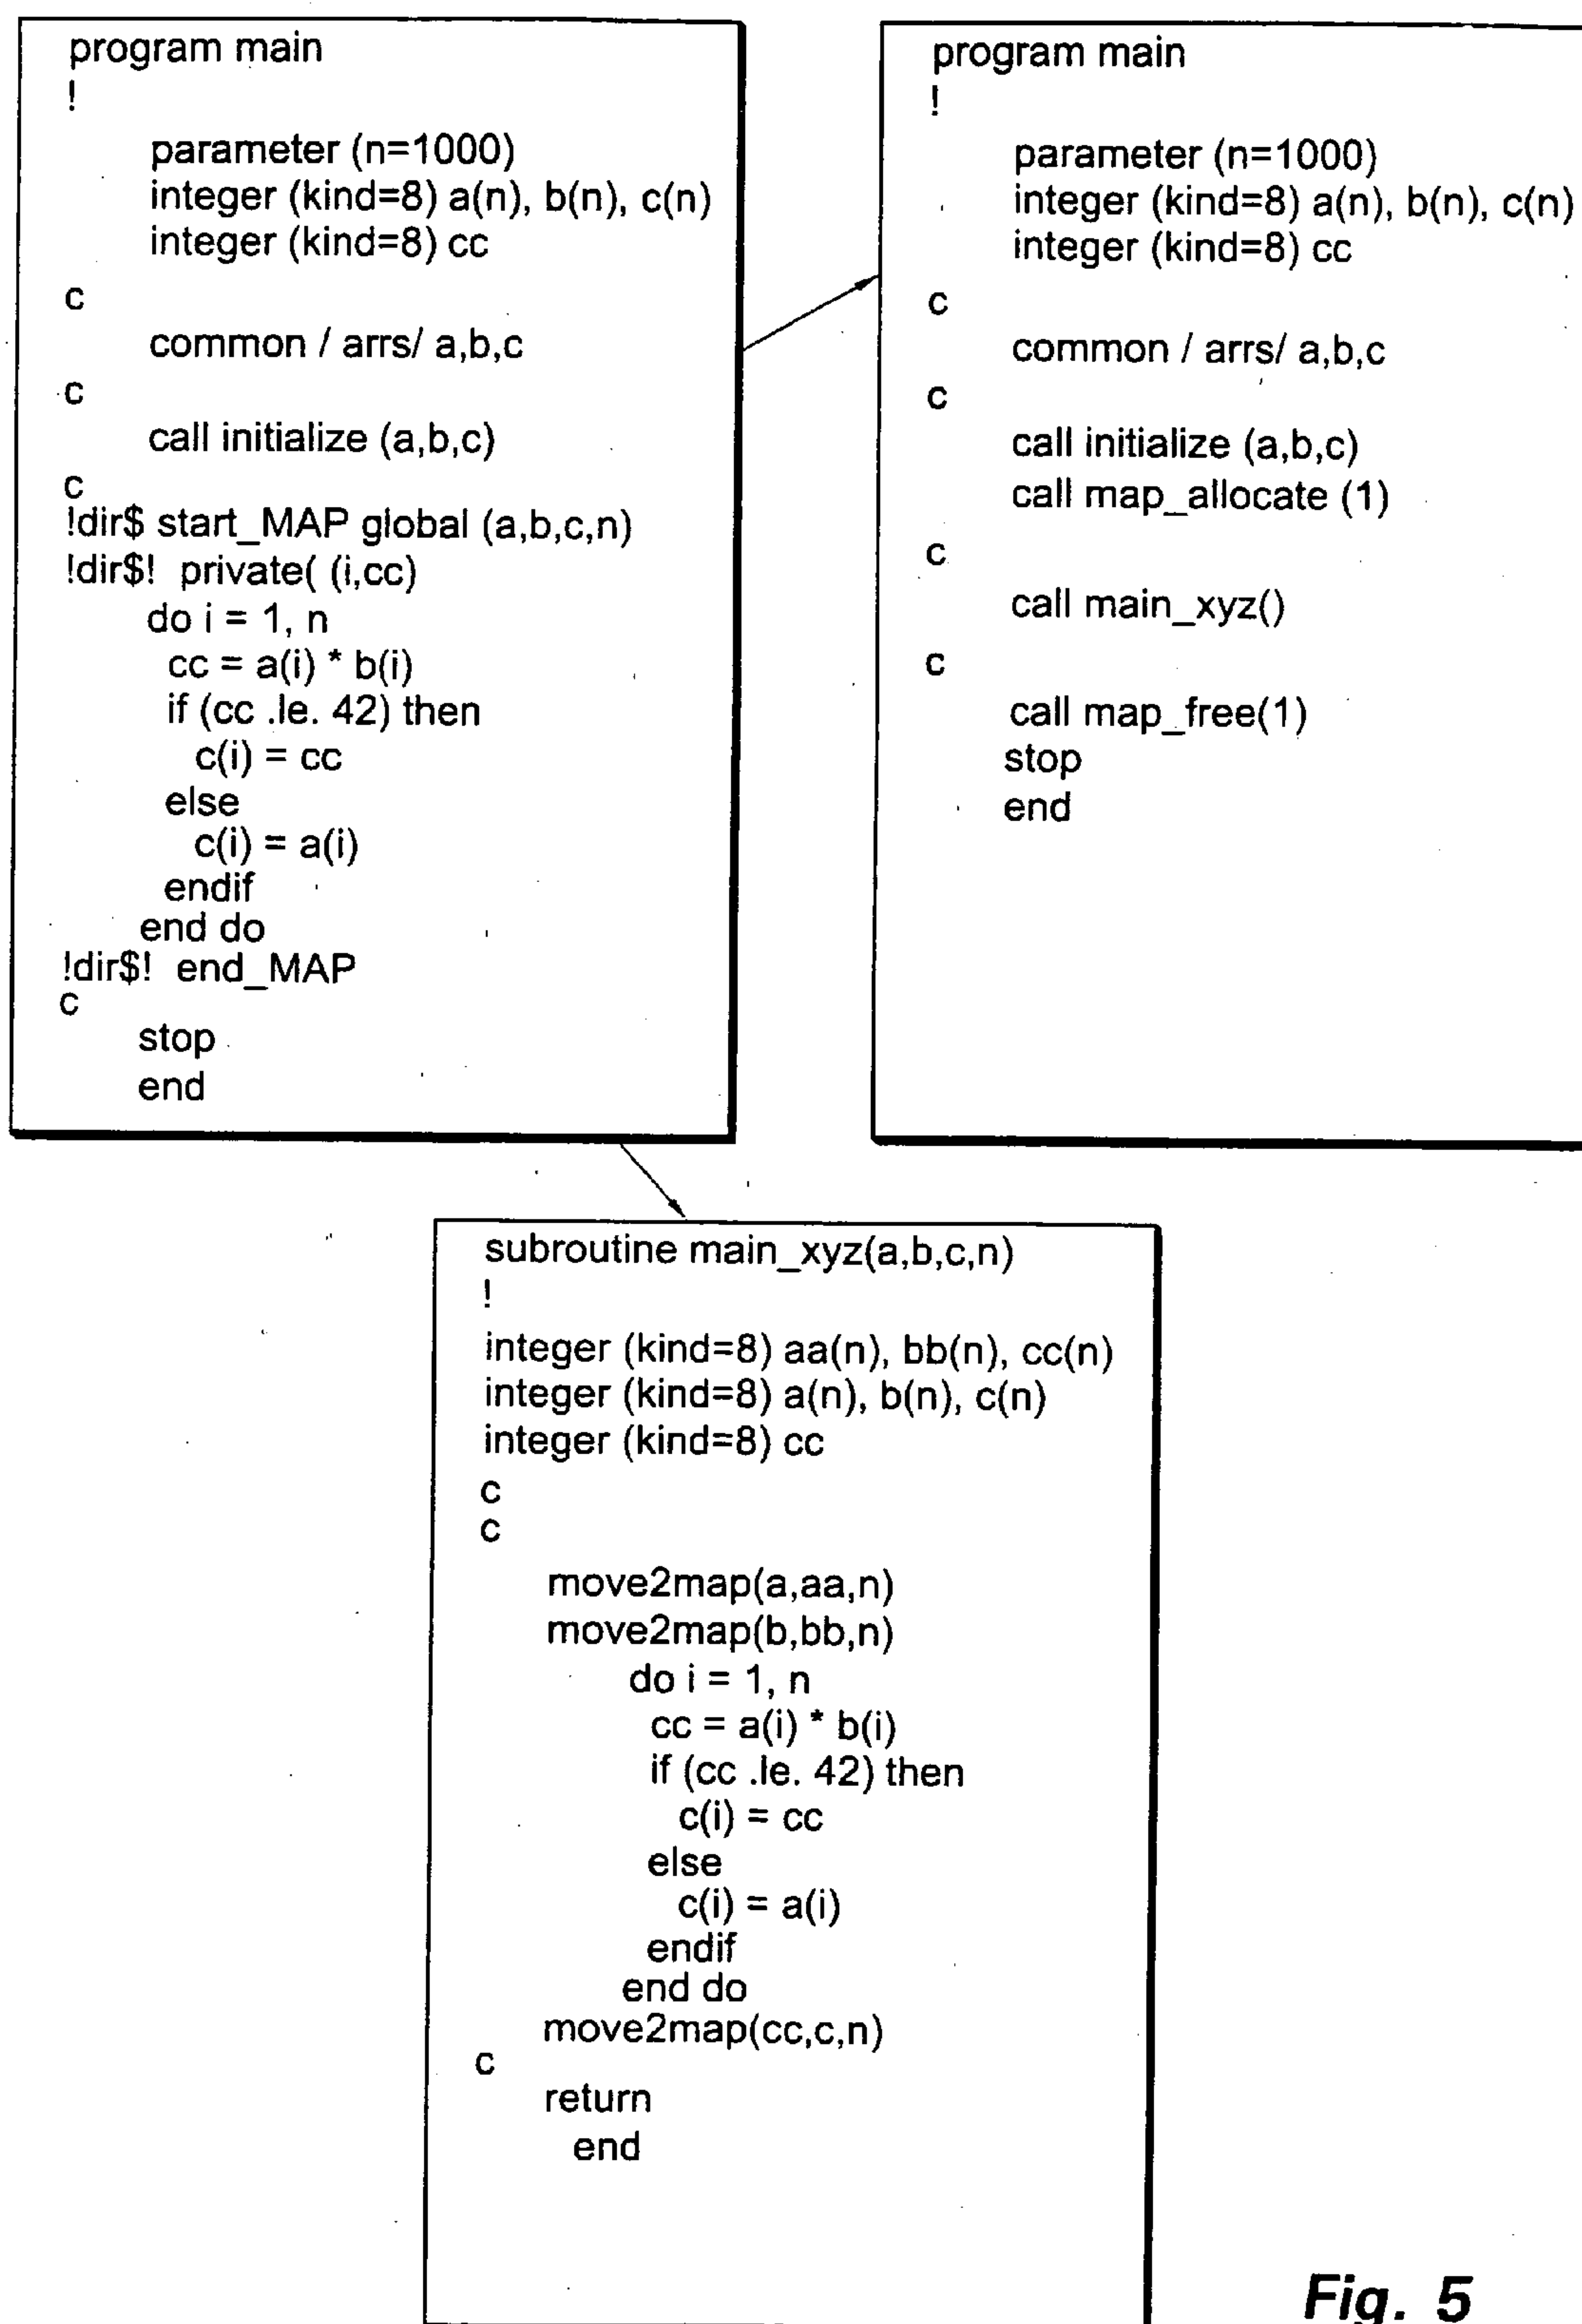 program main
!
parameter (n=1000)
integer (kind=8) a(n), b(n), c(n)
integer (kind=8) cc
c
common / arrs/ a,b,c
c
call initialize (a,b,c)
c
!dir$ start_MAP global (a,b,c,n)
!dir$! private( (i,cc)
do i = 1, n
cc = a(i) * b(i)
if (cc .le. 42) then
c(i) = cc
else
c(i) = a(i)
endif
end do
!dir$! end_MAP
c
stop
end
program main
!
parameter (n=1000)
integer (kind=8) a(n), b(n), c(n)
integer (kind=8) cc
c
common / arrs/ a,b,c
c
call initialize (a,b,c)
call map_allocate (1)
c
call main_xyz()
c
call map_free(1)
stop
end
subroutine main_xyz(a,b,c,n)
!
integer (kind=8) aa(n), bb(n), cc(n)
integer (kind=8) a(n), b(n), c(n)
integer (kind=8) cc
c
c
move2map(a,aa,n)
move2map(b,bb,n)
do i = 1, n
cc = a(i) * b(i)
if (cc .le. 42) then
c(i) = cc
else
c(i) = a(i)
endif
end do
move2map(cc,c,n)
c
return
end
Fig. 5